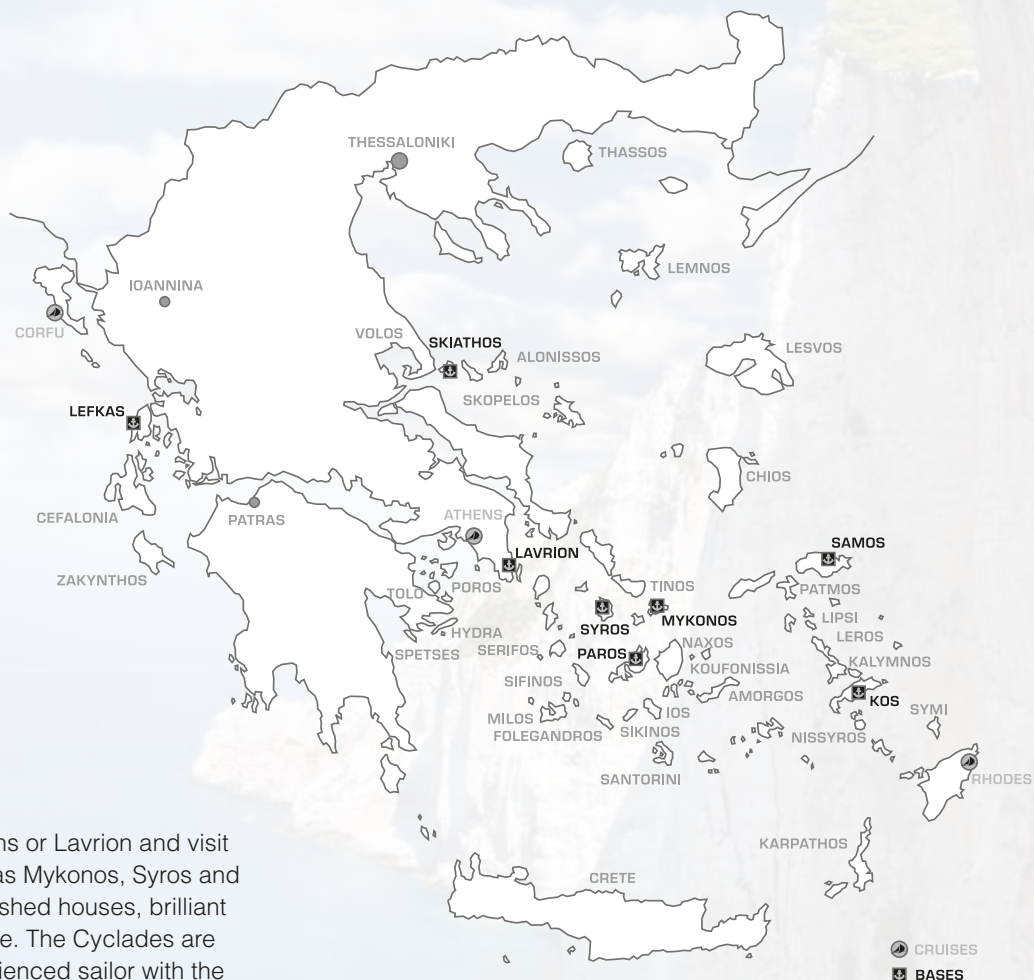 THESSALONIKI
THASSOS
LEMNOS
IOANNINA
CORFU
VOLOS
SKIATHOS
ALONISSOS
LESVOS
SKOPELOS
LEFKAS
CHIOS
CEFALONIA
PATRAS
ATHENS
SAMOS
LAVRION
ZAKYNTHOS
TOLO
POROS
TINOS
PATMOS
MYKONOS
LIPSI
SYROS
HYDRA
LEROS
NAXOS
SPETSES
SERIFOS
PAROS
KALYMNOS
KOUFONISSIA
SIFINOS
AMORGOS
KOS
SYMI
IOS
MILOS
SIKINOS
FOLEGANDROS
NISSYROS
SANTORINI
RHODES
KARPATHOS
CRETE
ns or Lavrion and visit
as Mykonos, Syros and
shed houses, brilliant
e. The Cyclades are
ienced sailor with the
CRUISES
BASES